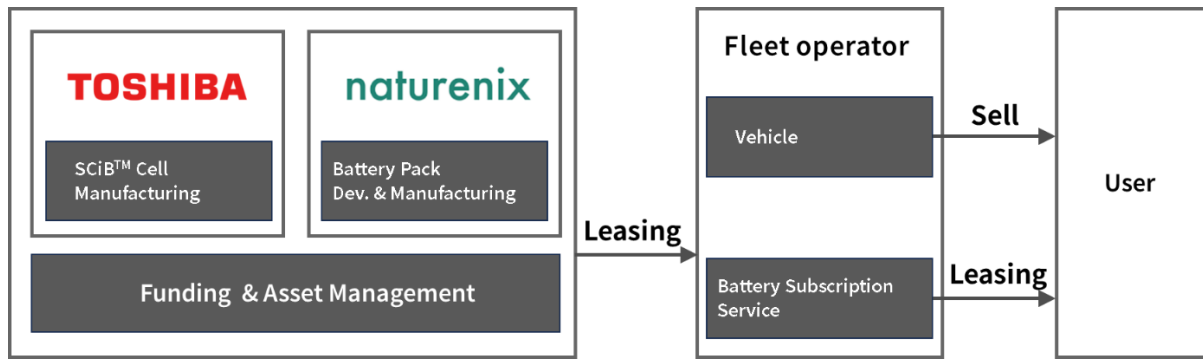 TOSHIBA
SCiB™ Cell
Manufacturing
naturenix
Battery Pack
Dev. & Manufacturing
Funding & Asset Management
Leasing
Fleet operator
Vehicle
Battery Subscription
Service
Sell
Leasing
User